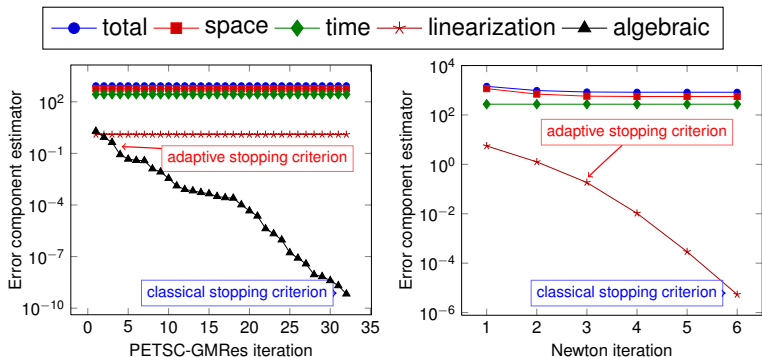 total space time linearization algebraic
Error component estimator
10^2
10^−1
10^−4
10^−7
10^−10
adaptive stopping criterion
classical stopping criterion
0 5 10 15 20 25 30 35
PETSC-GMRes iteration
Error component estimator
10^4
10^2
10^0
10^−2
10^−4
10^−6
adaptive stopping criterion
classical stopping criterion
1 2 3 4 5 6
Newton iteration